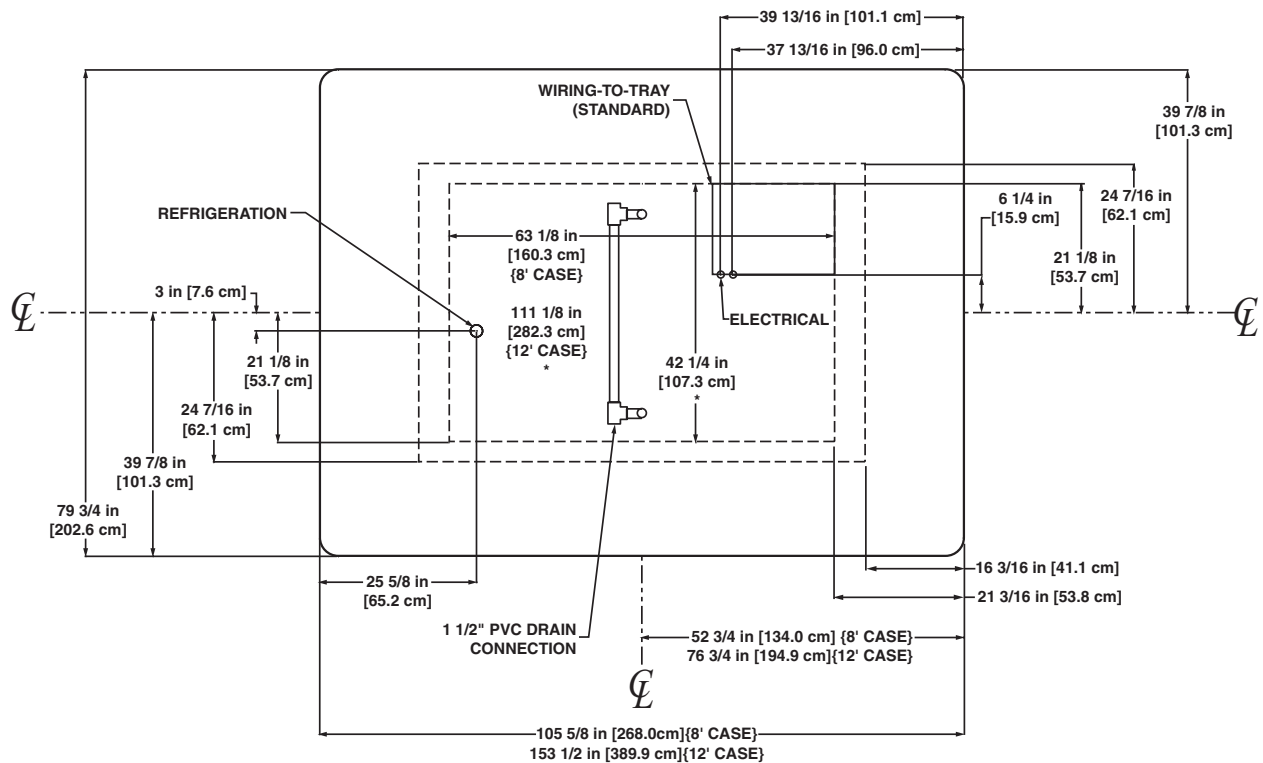 39 13/16 in [101.1 cm]
37 13/16 in [96.0 cm]
WIRING-TO-TRAY
(STANDARD)
39 7/8 in
[101.3 cm]
REFRIGERATION
6 1/4 in
[15.9 cm]
24 7/16 in
[62.1 cm]
63 1/8 in
[160.3 cm]
{8' CASE}
21 1/8 in
[53.7 cm]
3 in [7.6 cm]
111 1/8 in
[282.3 cm]
{12' CASE}
*
ELECTRICAL
CL
CL
21 1/8 in
[53.7 cm]
42 1/4 in
[107.3 cm]
*
24 7/16 in
[62.1 cm]
39 7/8 in
[101.3 cm]
79 3/4 in
[202.6 cm]
16 3/16 in [41.1 cm]
25 5/8 in
[65.2 cm]
21 3/16 in [53.8 cm]
1 1/2" PVC DRAIN
CONNECTION
52 3/4 in [134.0 cm] {8' CASE}
76 3/4 in [194.9 cm]{12' CASE}
CL
105 5/8 in [268.0cm]{8' CASE}
153 1/2 in [389.9 cm]{12' CASE}